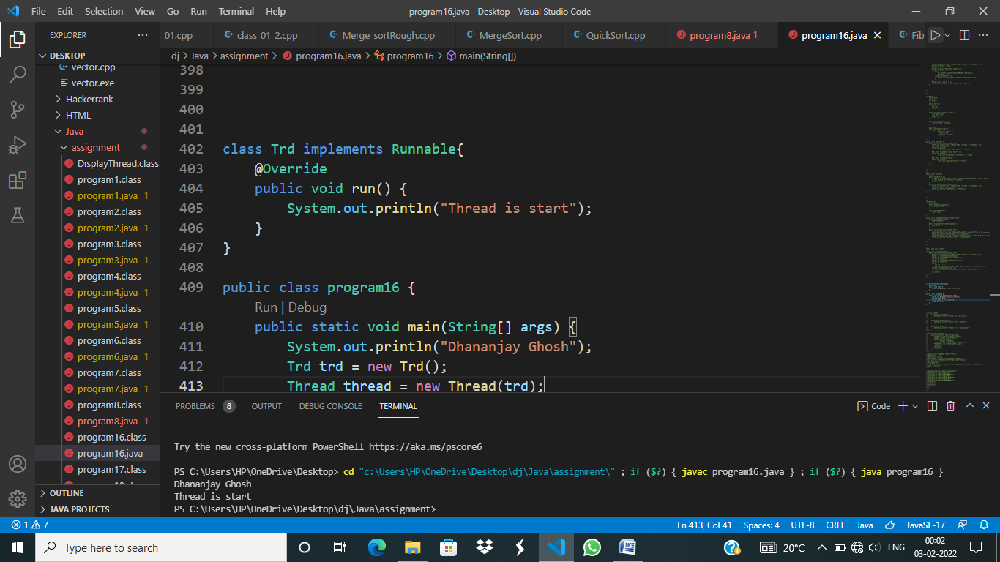 File Edit Selection View Go Run Terminal Help program16.java - Desktop - Visual Studio Code
EXPLORER
s_01.cpp class_01_2.cpp Merge_sortRough.cpp MergeSort.cpp QuickSort.cpp program8.java 1 program16.java Fib
DESKTOP
dj > Java > assignment > program16.java > program16 > main(String[])
vector.cpp
vector.exe
Hackerrank
HTML
Java
assignment
DisplayThread.class
program1.class
program1.java 1
program2.class
program2.java 1
program3.class
program3.java 1
program4.class
program4.java 1
program5.class
program5.java 1
program6.class
program6.java 1
program7.class
program7.java 1
program8.class
program8.java 1
program16.class
program16.java
program17.class
OUTLINE
JAVA PROJECTS
398
399
400
401
402 class Trd implements Runnable{
403 @Override
404 public void run() {
405 System.out.println("Thread is start");
406 }
407 }
408
409 public class program16 {
Run | Debug
410 public static void main(String[] args) {
411 System.out.println("Dhananjay Ghosh");
412 Trd trd = new Trd();
413 Thread thread = new Thread(trd);
PROBLEMS 8 OUTPUT DEBUG CONSOLE TERMINAL Code
Try the new cross-platform PowerShell https://aka.ms/pscore6
PS C:\Users\HP\OneDrive\Desktop> cd "c:\Users\HP\OneDrive\Desktop\dj\Java\assignment\" ; if ($?) { javac program16.java } ; if ($?) { java program16 }
Dhananjay Ghosh
Thread is start
PS C:\Users\HP\OneDrive\Desktop\dj\Java\assignment>
1 7 Ln 413, Col 41 Spaces: 4 UTF-8 CRLF Java JavaSE-17
Type here to search 20°C ENG 00:02
03-02-2022